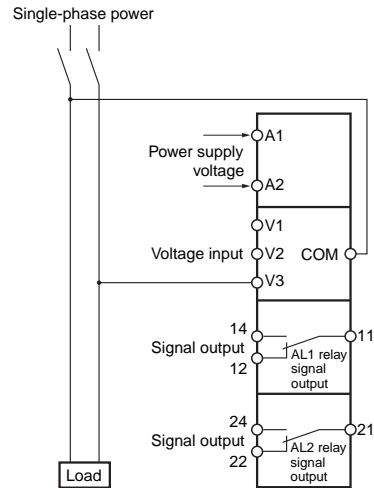 Single-phase power
A1
Power supply
voltage
A2
V1
Voltage input
V2
COM
V3
14
11
Signal output
AL1 relay
signal
output
12
24
21
Signal output
AL2 relay
signal
output
22
Load